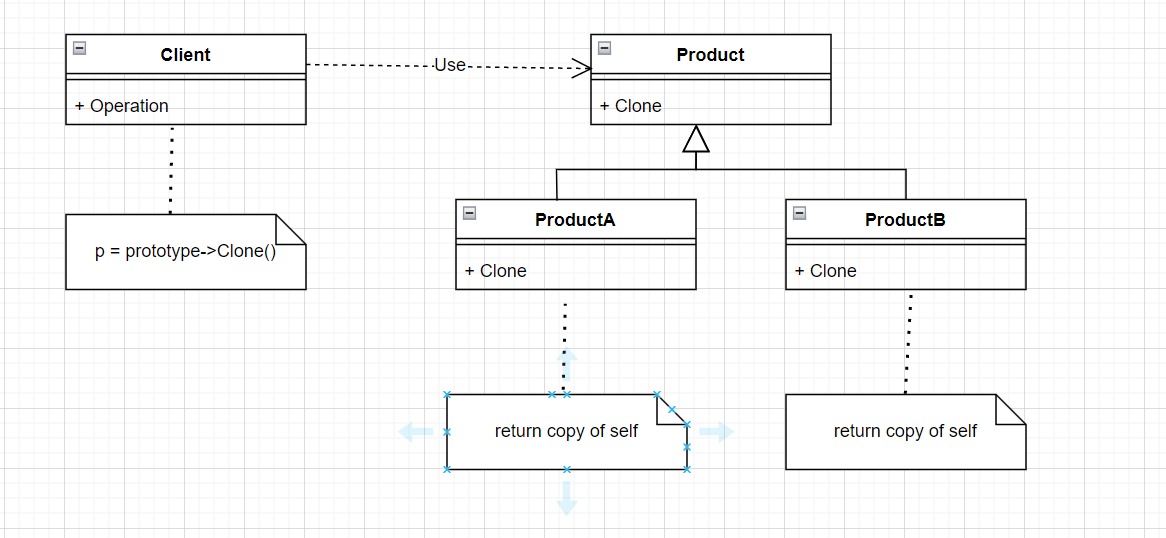 Client
Use
Product
+ Operation
+ Clone
ProductA
ProductB
p = prototype->Clone()
+ Clone
+ Clone
return copy of self
return copy of self